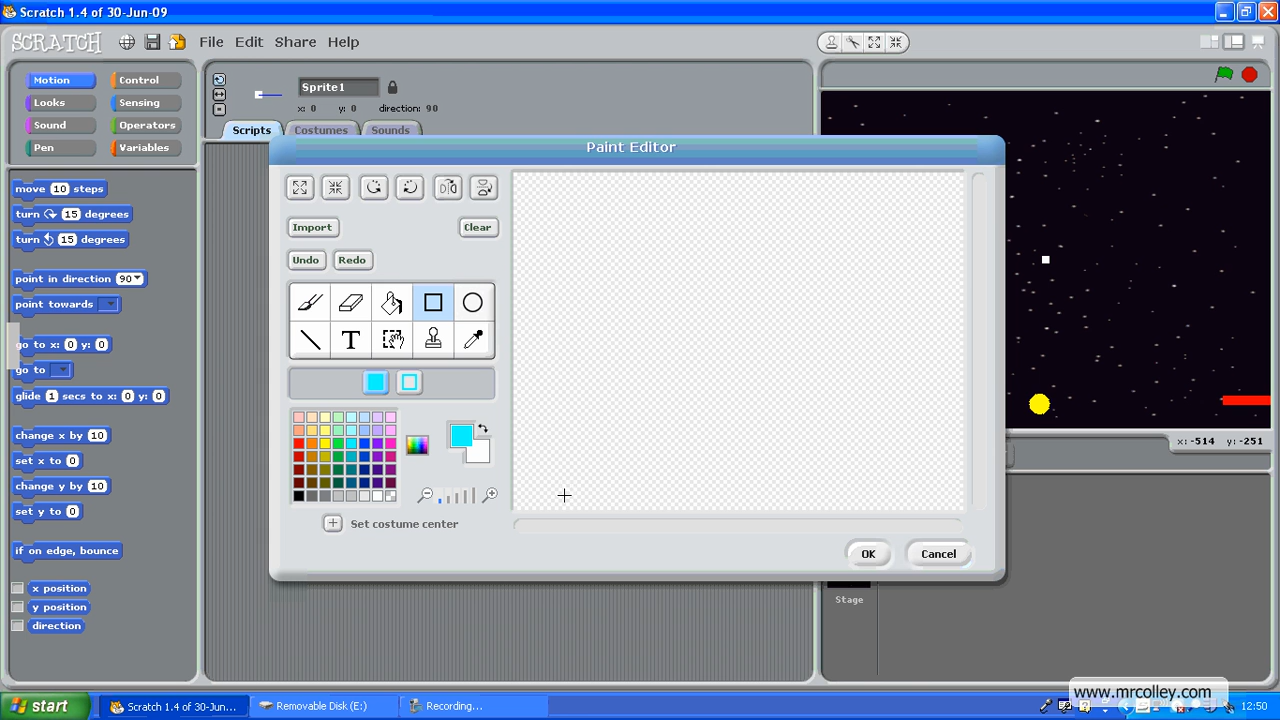 Scratch 1.4 of 30-Jun-09
SCRATCH File Edit Share Help
Motion Control
Looks Sensing
Sound Operators
Pen Variables
Sprite1
x: 0 y: 0 direction: 90
Scripts Costumes Sounds
move 10 steps
turn 15 degrees
turn 15 degrees
point in direction 90
point towards
go to x: 0 y: 0
go to
glide 1 secs to x: 0 y: 0
change x by 10
set x to 0
change y by 10
set y to 0
if on edge, bounce
x position
y position
direction
Paint Editor
Import Clear
Undo Redo
T
Set costume center
OK Cancel
x: -514 y: -251
Stage
www.mrcolley.com
start Scratch 1.4 of 30-Jun... Removable Disk (E:) Recording... 12:50